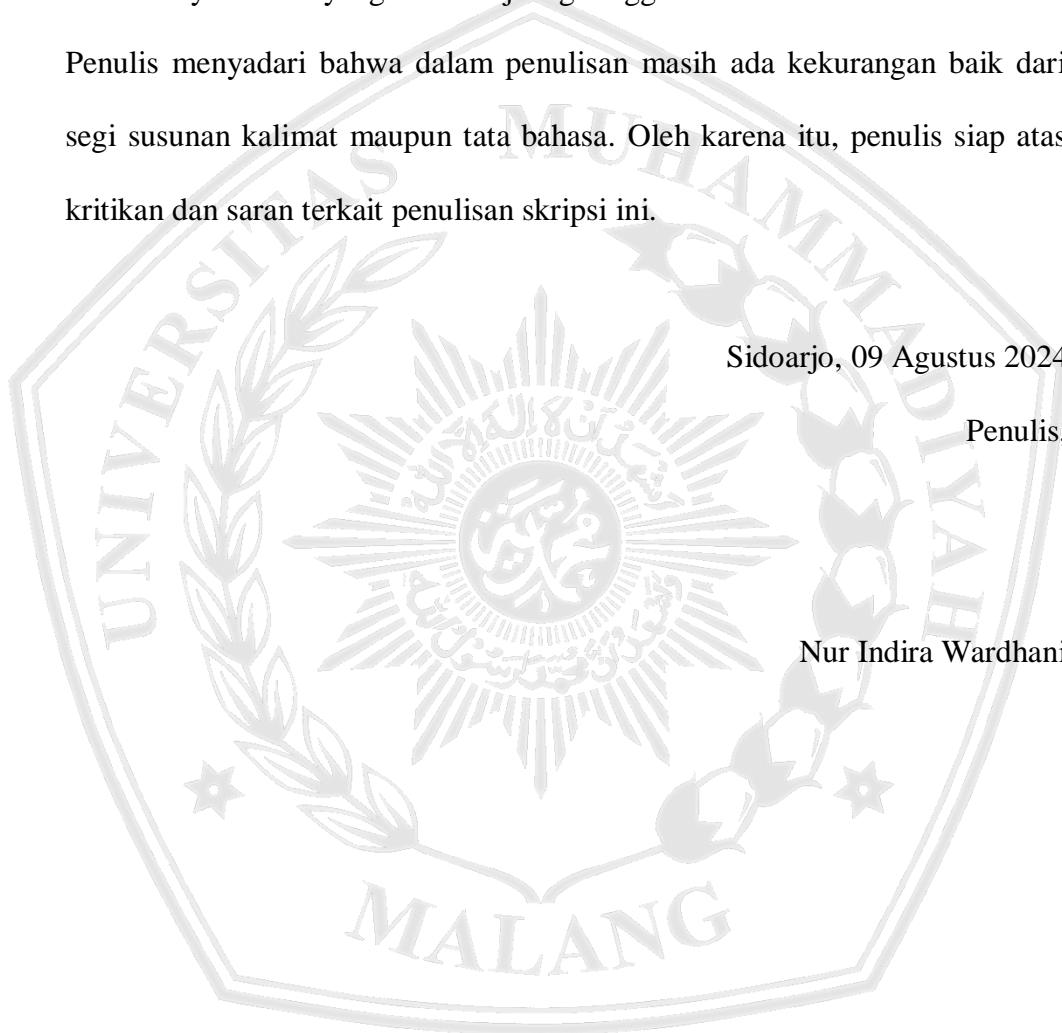 Penulis menyadari bahwa dalam penulisan masih ada kekurangan baik dari
segi susunan kalimat maupun tata bahasa. Oleh karena itu, penulis siap atas
kritikan dan saran terkait penulisan skripsi ini.
Sidoarjo, 09 Agustus 2024
Penulis.
Nur Indira Wardhani
UNIVERSITAS MUHAMMADIYAH
MALANG